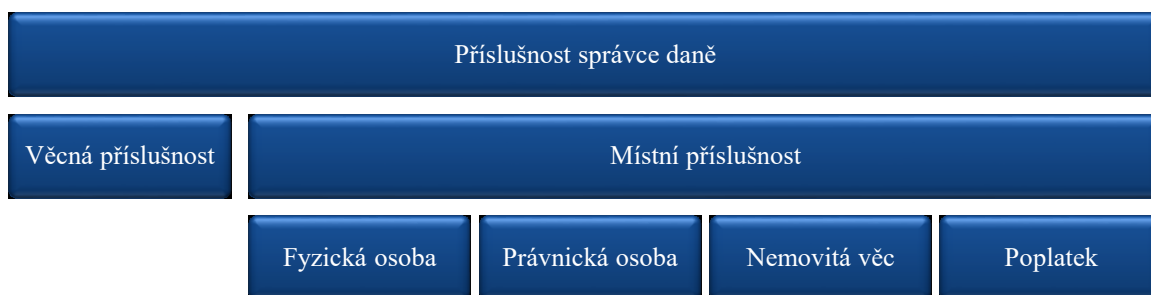 Příslušnost správce daně
Věcná příslušnost
Místní příslušnost
Fyzická osoba
Právnická osoba
Nemovitá věc
Poplatek